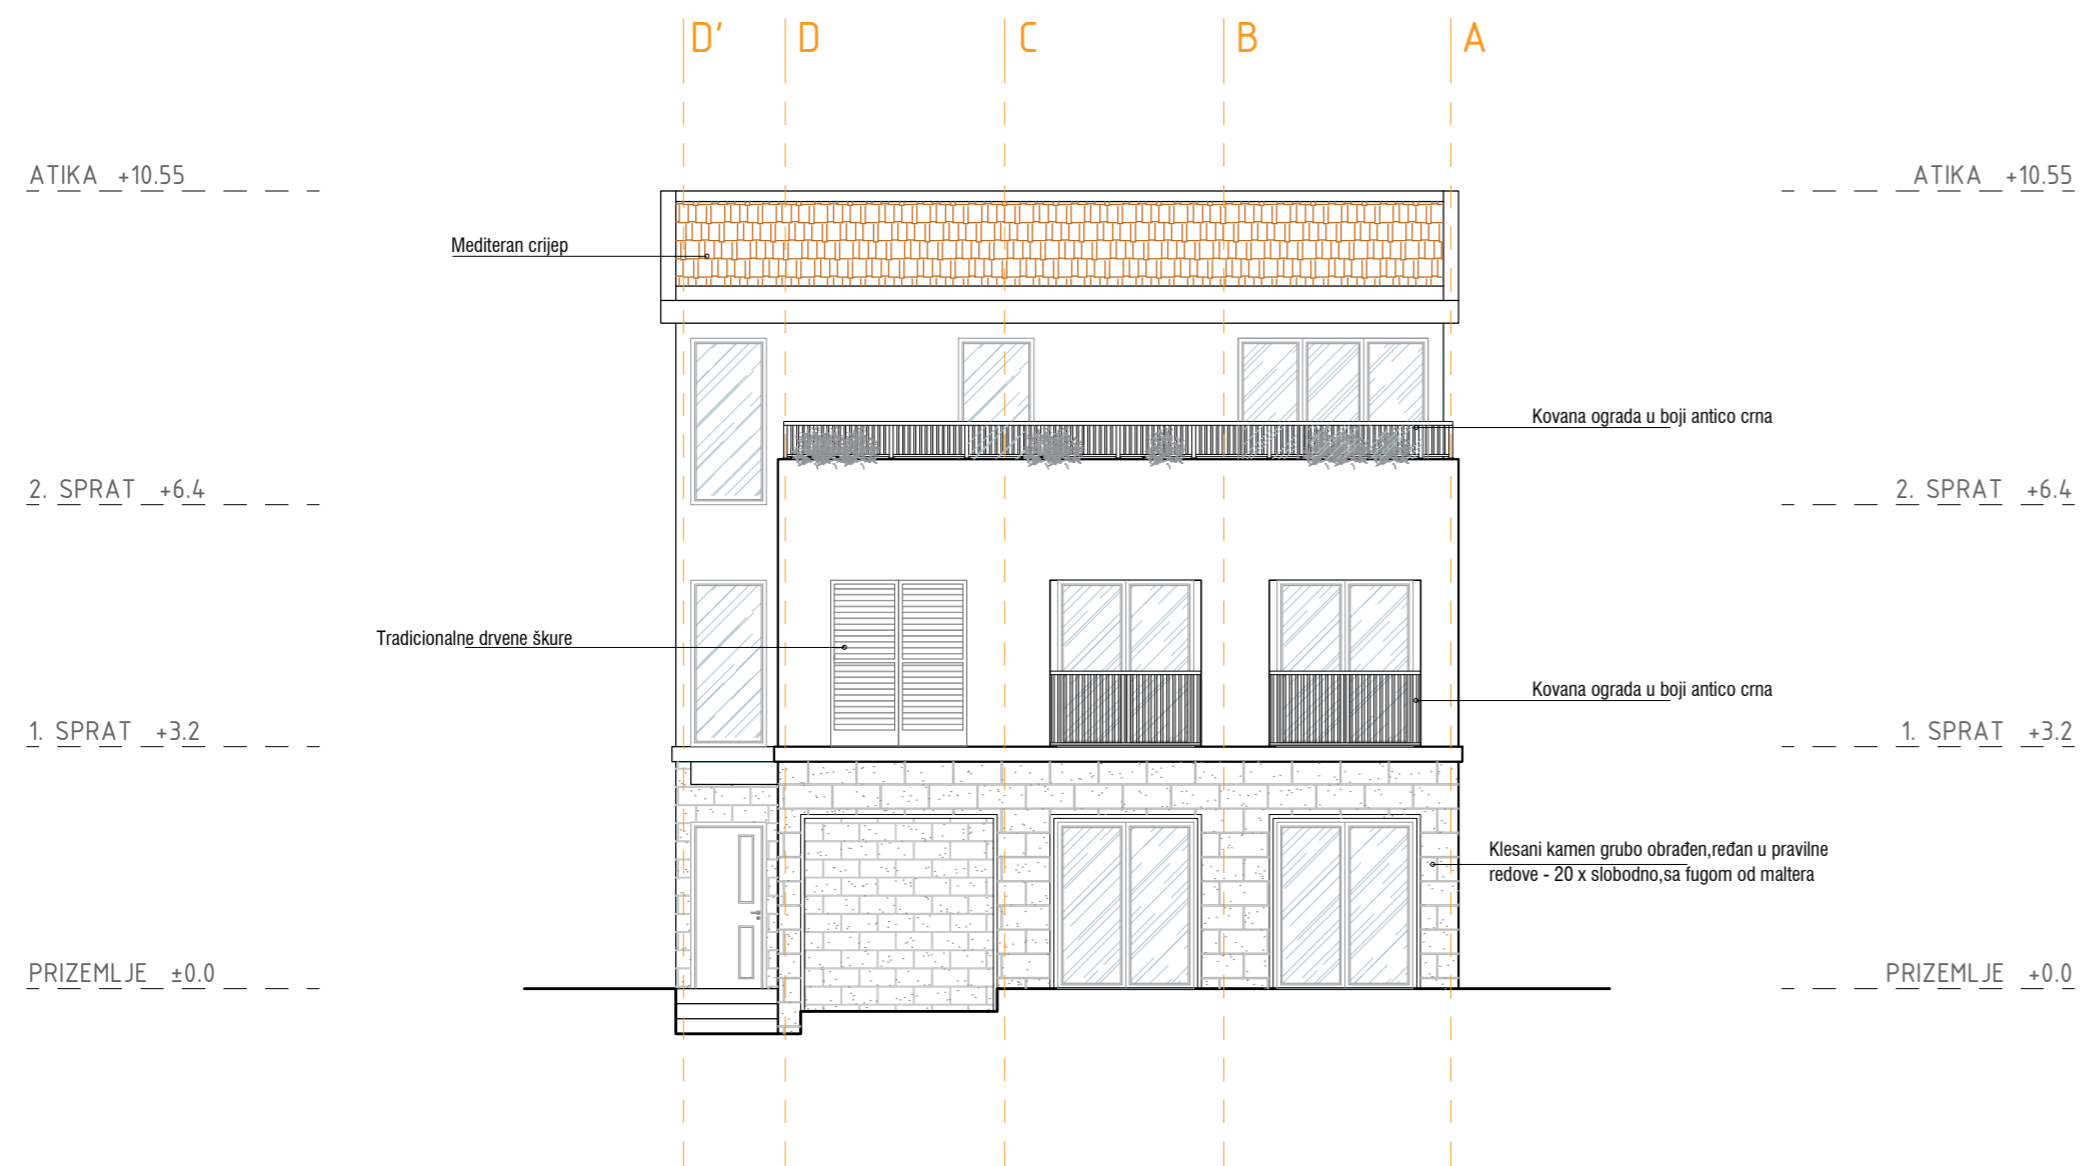 D' D C B A
ATIKA +10.55
ATIKA +10.55
Mediteran crijep
Kovana ograda u boji antico crna
2. SPRAT +6.4
2. SPRAT +6.4
Tradicionalne drvene škure
Kovana ograda u boji antico crna
1. SPRAT +3.2
1. SPRAT +3.2
Klesani kamen grubo obrađen,ređan u pravilne
redove - 20 x slobodno,sa fugom od maltera
PRIZEMLJE ±0.0
PRIZEMLJE +0.0